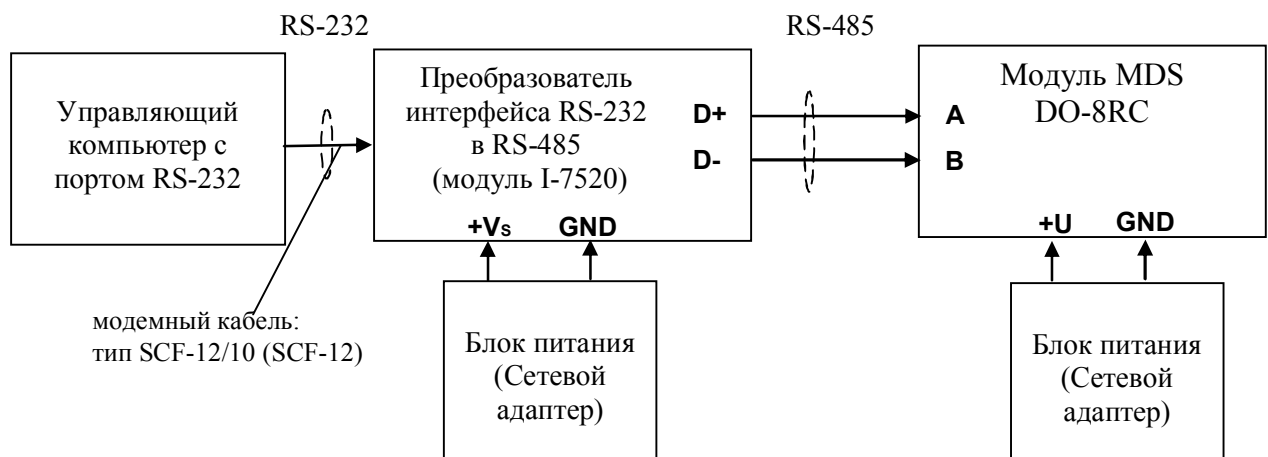 RS-232
RS-485
Управляющий
компьютер с
портом RS-232
Преобразователь
интерфейса RS-232
в RS-485
(модуль I-7520)
D+
D-
+Vs
GND
Модуль MDS
DO-8RC
A
B
+U
GND
модемный кабель:
тип SCF-12/10 (SCF-12)
Блок питания
(Сетевой
адаптер)
Блок питания
(Сетевой
адаптер)